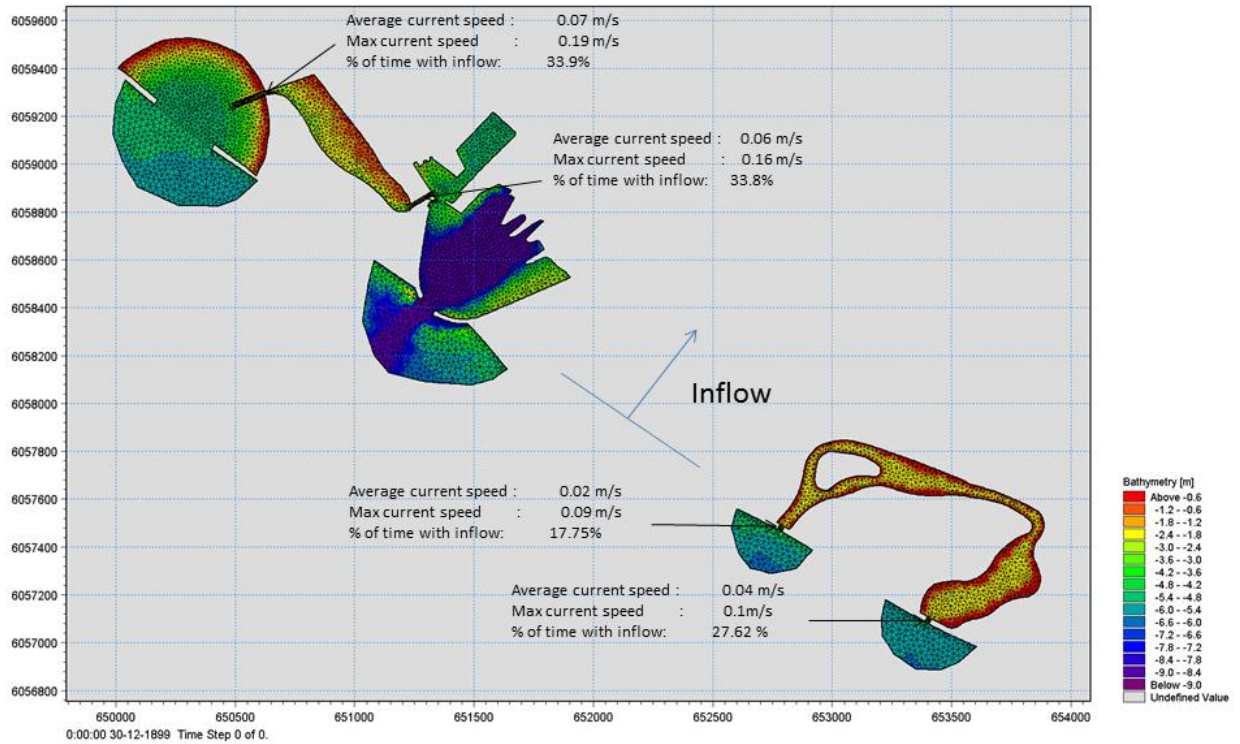 6059600
6059400
6059200
6059000
6058800
6058600
6058400
6058200
6058000
6057800
6057600
6057400
6057200
6057000
6056800
Average current speed : 0.07 m/s
Max current speed : 0.19 m/s
% of time with inflow: 33.9%
Average current speed : 0.06 m/s
Max current speed : 0.16 m/s
% of time with inflow: 33.8%
Inflow
Average current speed : 0.02 m/s
Max current speed : 0.09 m/s
% of time with inflow: 17.75%
Average current speed : 0.04 m/s
Max current speed : 0.1m/s
% of time with inflow: 27.62 %
Bathymetry [m]
Above -0.6
-1.2 - -0.6
-1.8 - -1.2
-2.4 - -1.8
-3.0 - -2.4
-3.6 - -3.0
-4.2 - -3.6
-4.8 - -4.2
-5.4 - -4.8
-6.0 - -5.4
-6.6 - -6.0
-7.2 - -6.6
-7.8 - -7.2
-8.4 - -7.8
-9.0 - -8.4
Below -9.0
Undefined Value
650000 650500 651000 651500 652000 652500 653000 653500 654000
0:00:00 30-12-1899 Time Step 0 of 0.